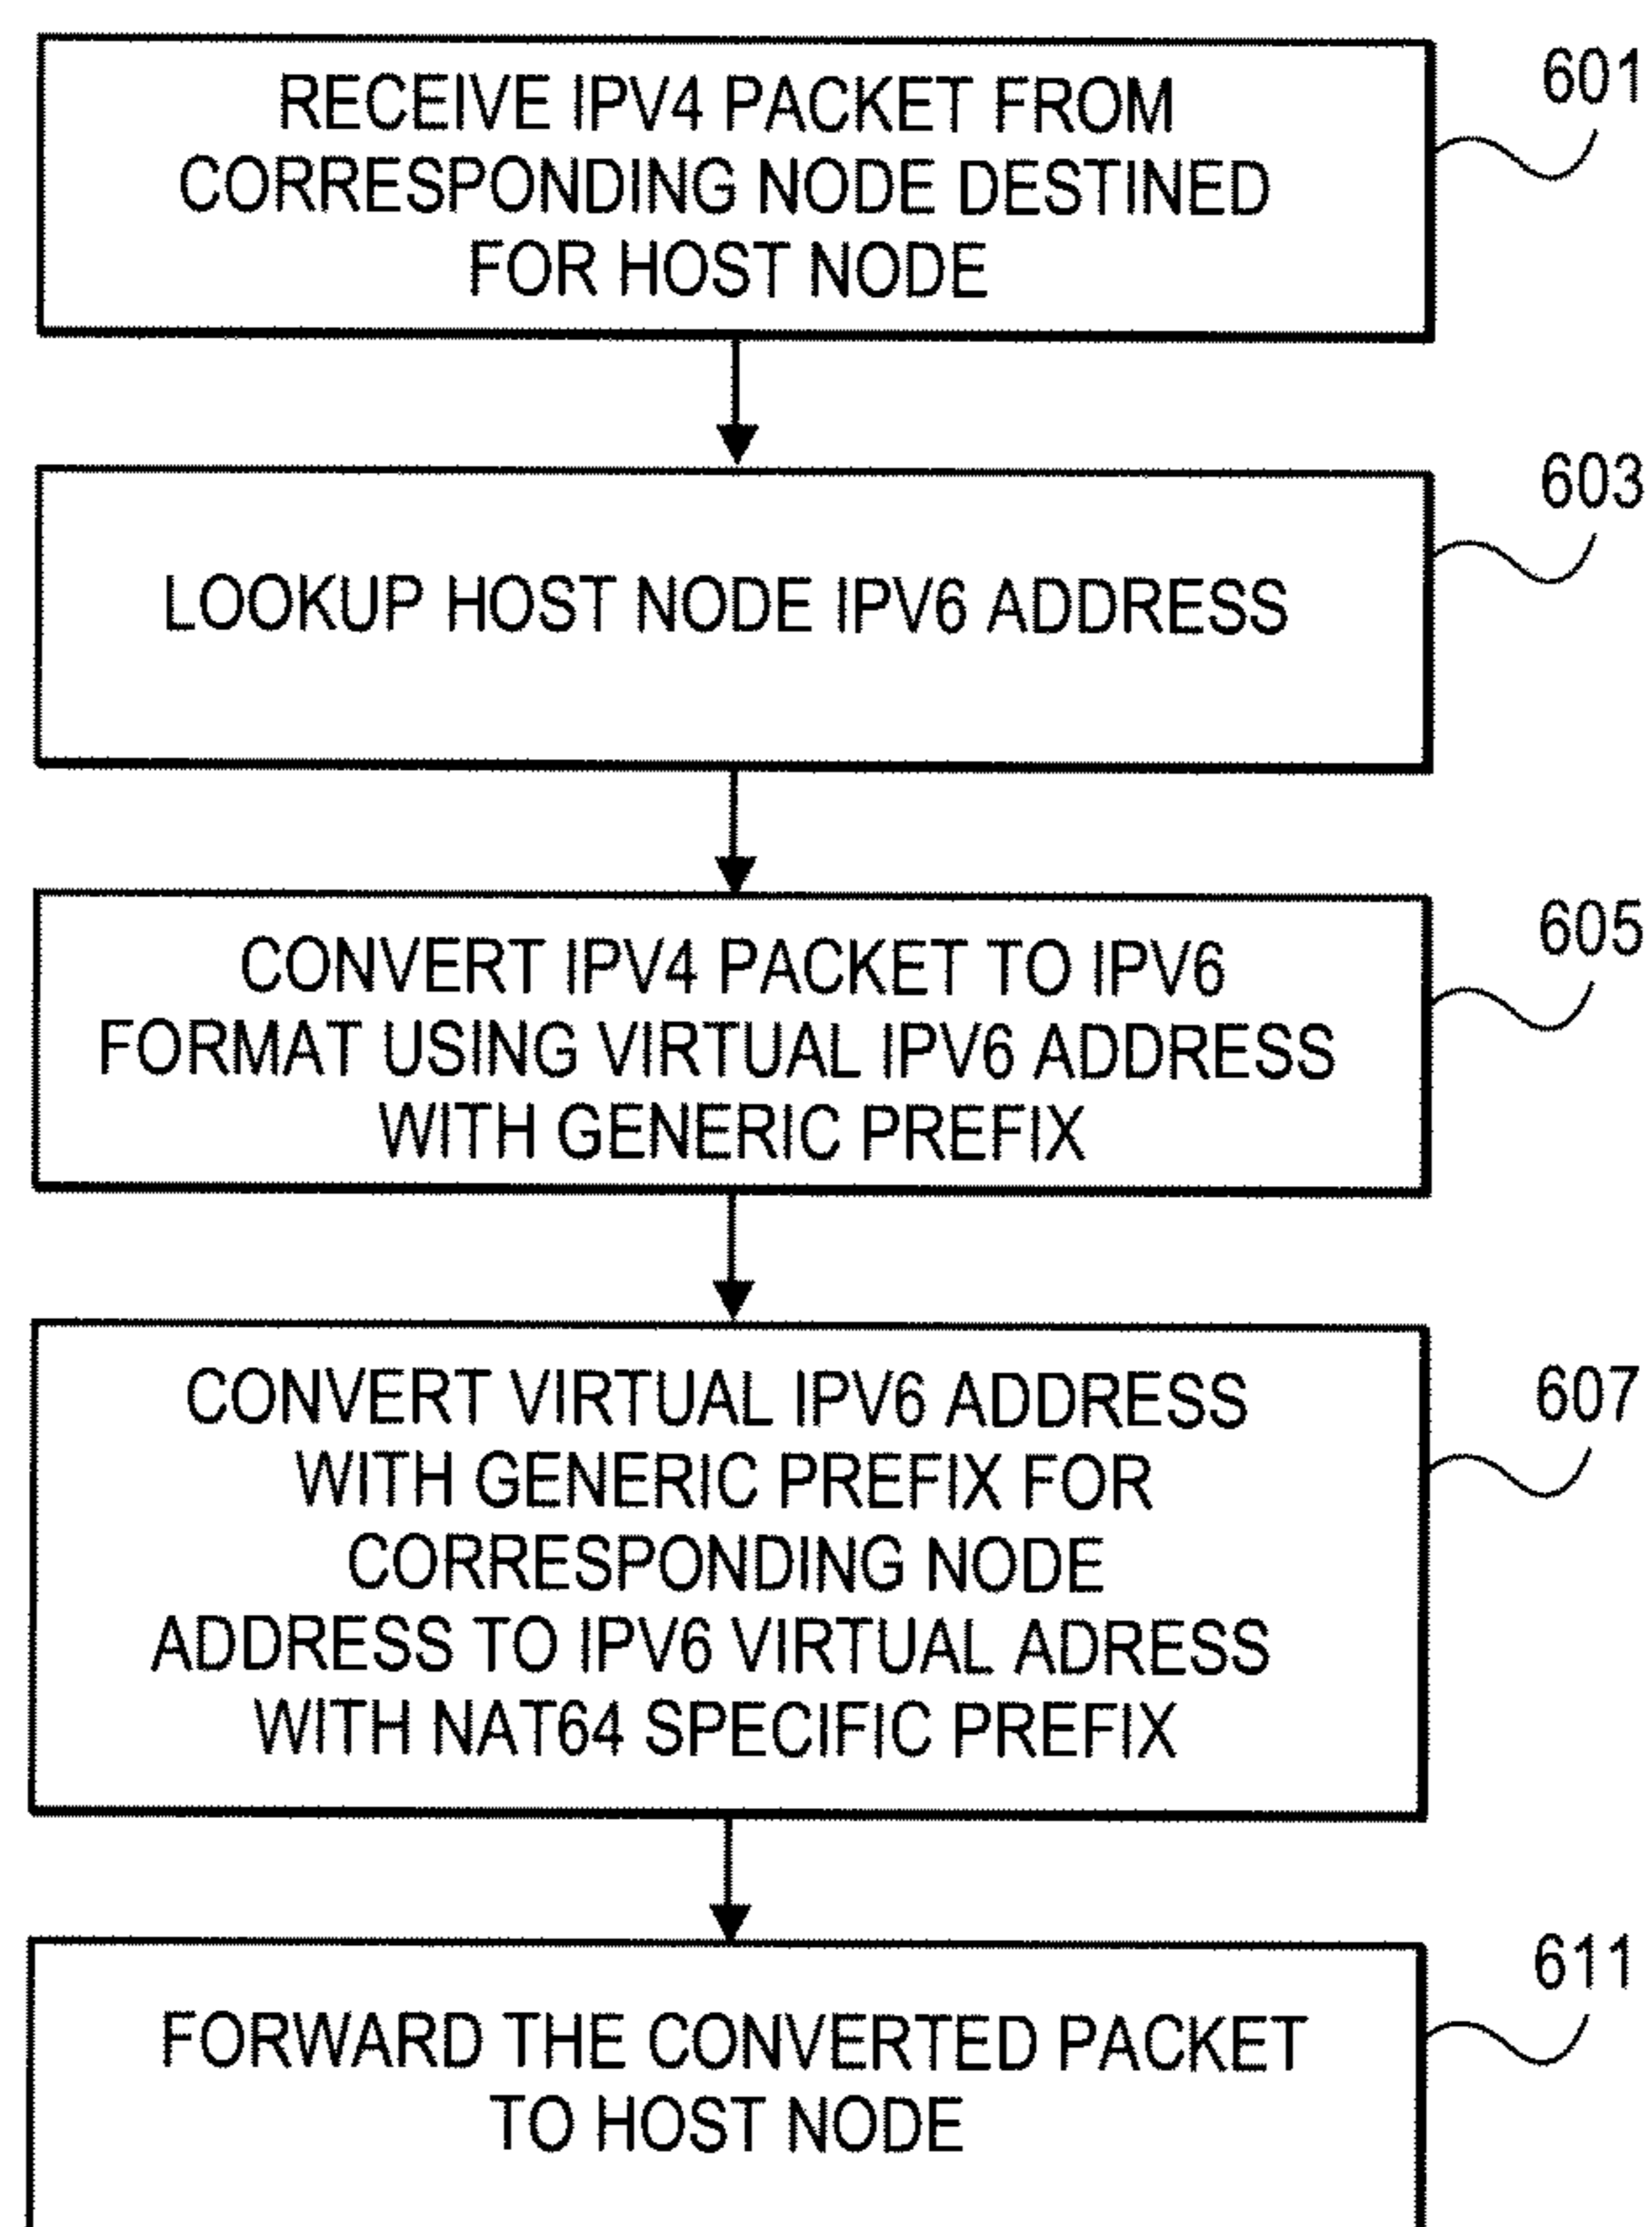 RECEIVE IPV4 PACKET FROM
CORRESPONDING NODE DESTINED
FOR HOST NODE
601
LOOKUP HOST NODE IPV6 ADDRESS
603
CONVERT IPV4 PACKET TO IPV6
FORMAT USING VIRTUAL IPV6 ADDRESS
WITH GENERIC PREFIX
605
CONVERT VIRTUAL IPV6 ADDRESS
WITH GENERIC PREFIX FOR
CORRESPONDING NODE
ADDRESS TO IPV6 VIRTUAL ADRESS
WITH NAT64 SPECIFIC PREFIX
607
FORWARD THE CONVERTED PACKET
TO HOST NODE
611